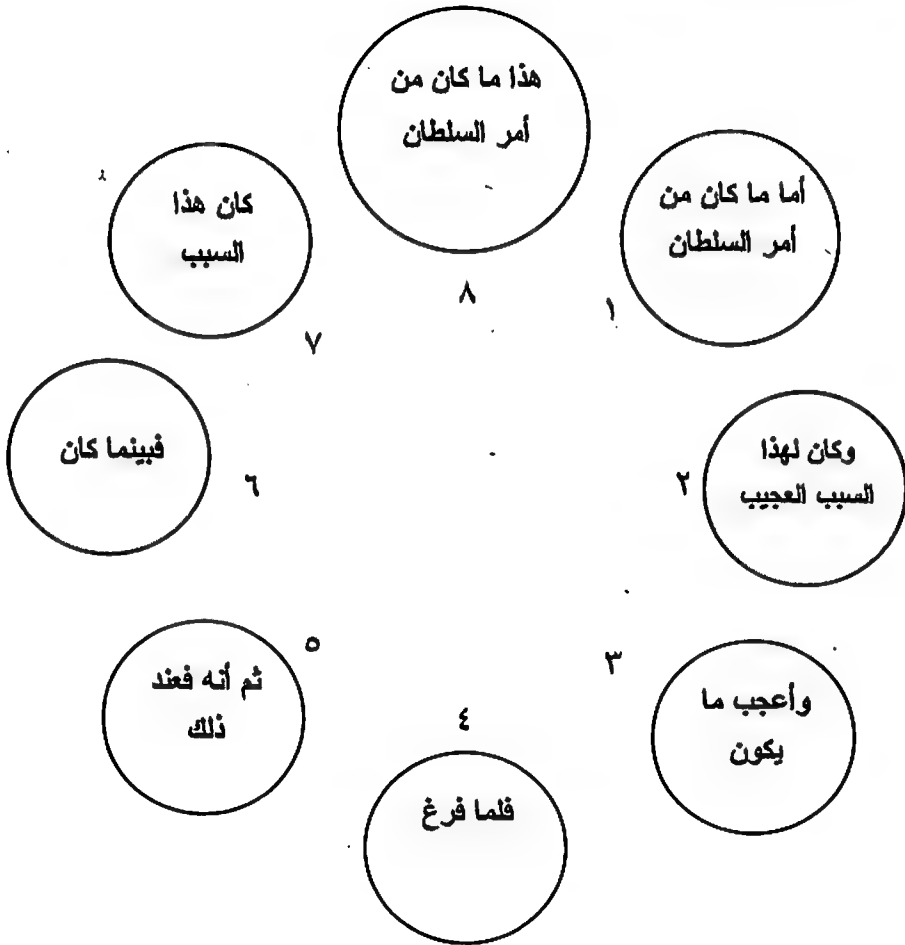 هذا ما كان من
أمر السلطان
٨
أما ما كان من
أمر السلطان
١
وكان لهذا
السبب العجيب
٢
وأعجب ما
يكون
٣
فلما فرغ
٤
ثم أنه فعند
ذلك
٥
فبينما كان
٦
كان هذا
السبب
٧